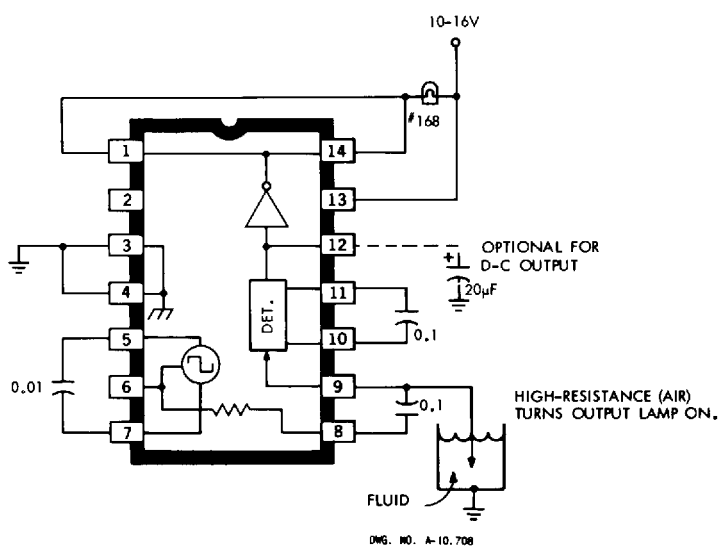 10-16V
#168
1
14
2
13
3
12
OPTIONAL FOR
D-C OUTPUT
+
20µF
4
11
DET.
0.1
5
10
0.01
6
9
0.1
HIGH-RESISTANCE (AIR)
TURNS OUTPUT LAMP ON.
7
8
FLUID
DWG. NO. A-10,708